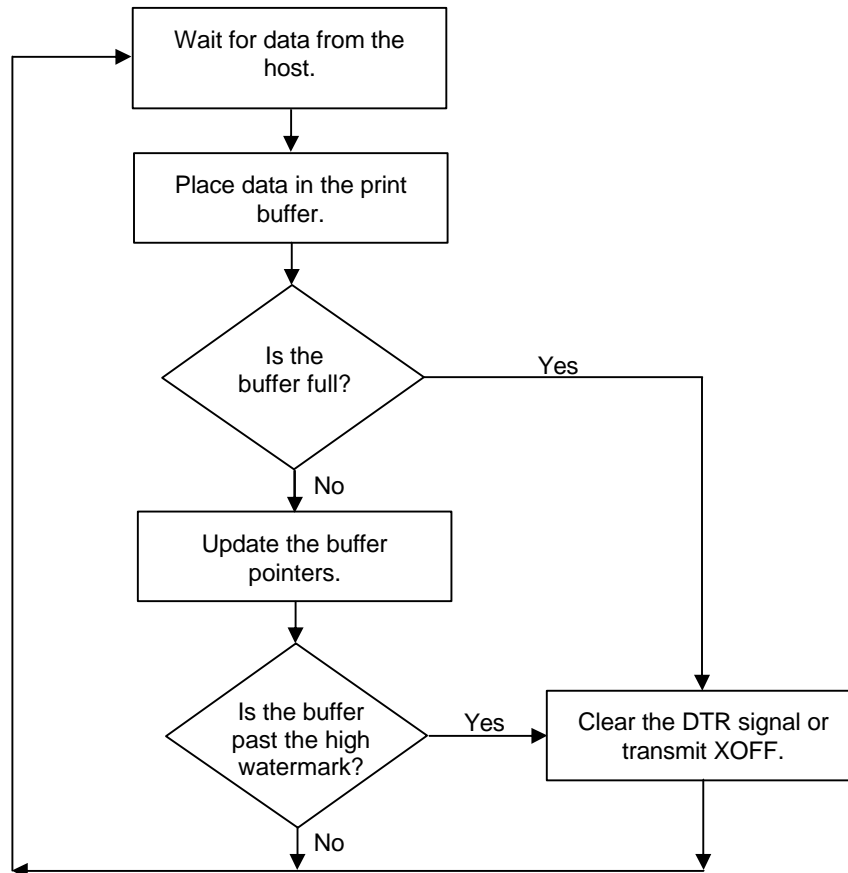 Wait for data from the
host.
Place data in the print
buffer.
Is the
buffer full?
Yes
No
Update the buffer
pointers.
Is the buffer
past the high
watermark?
Yes
Clear the DTR signal or
transmit XOFF.
No